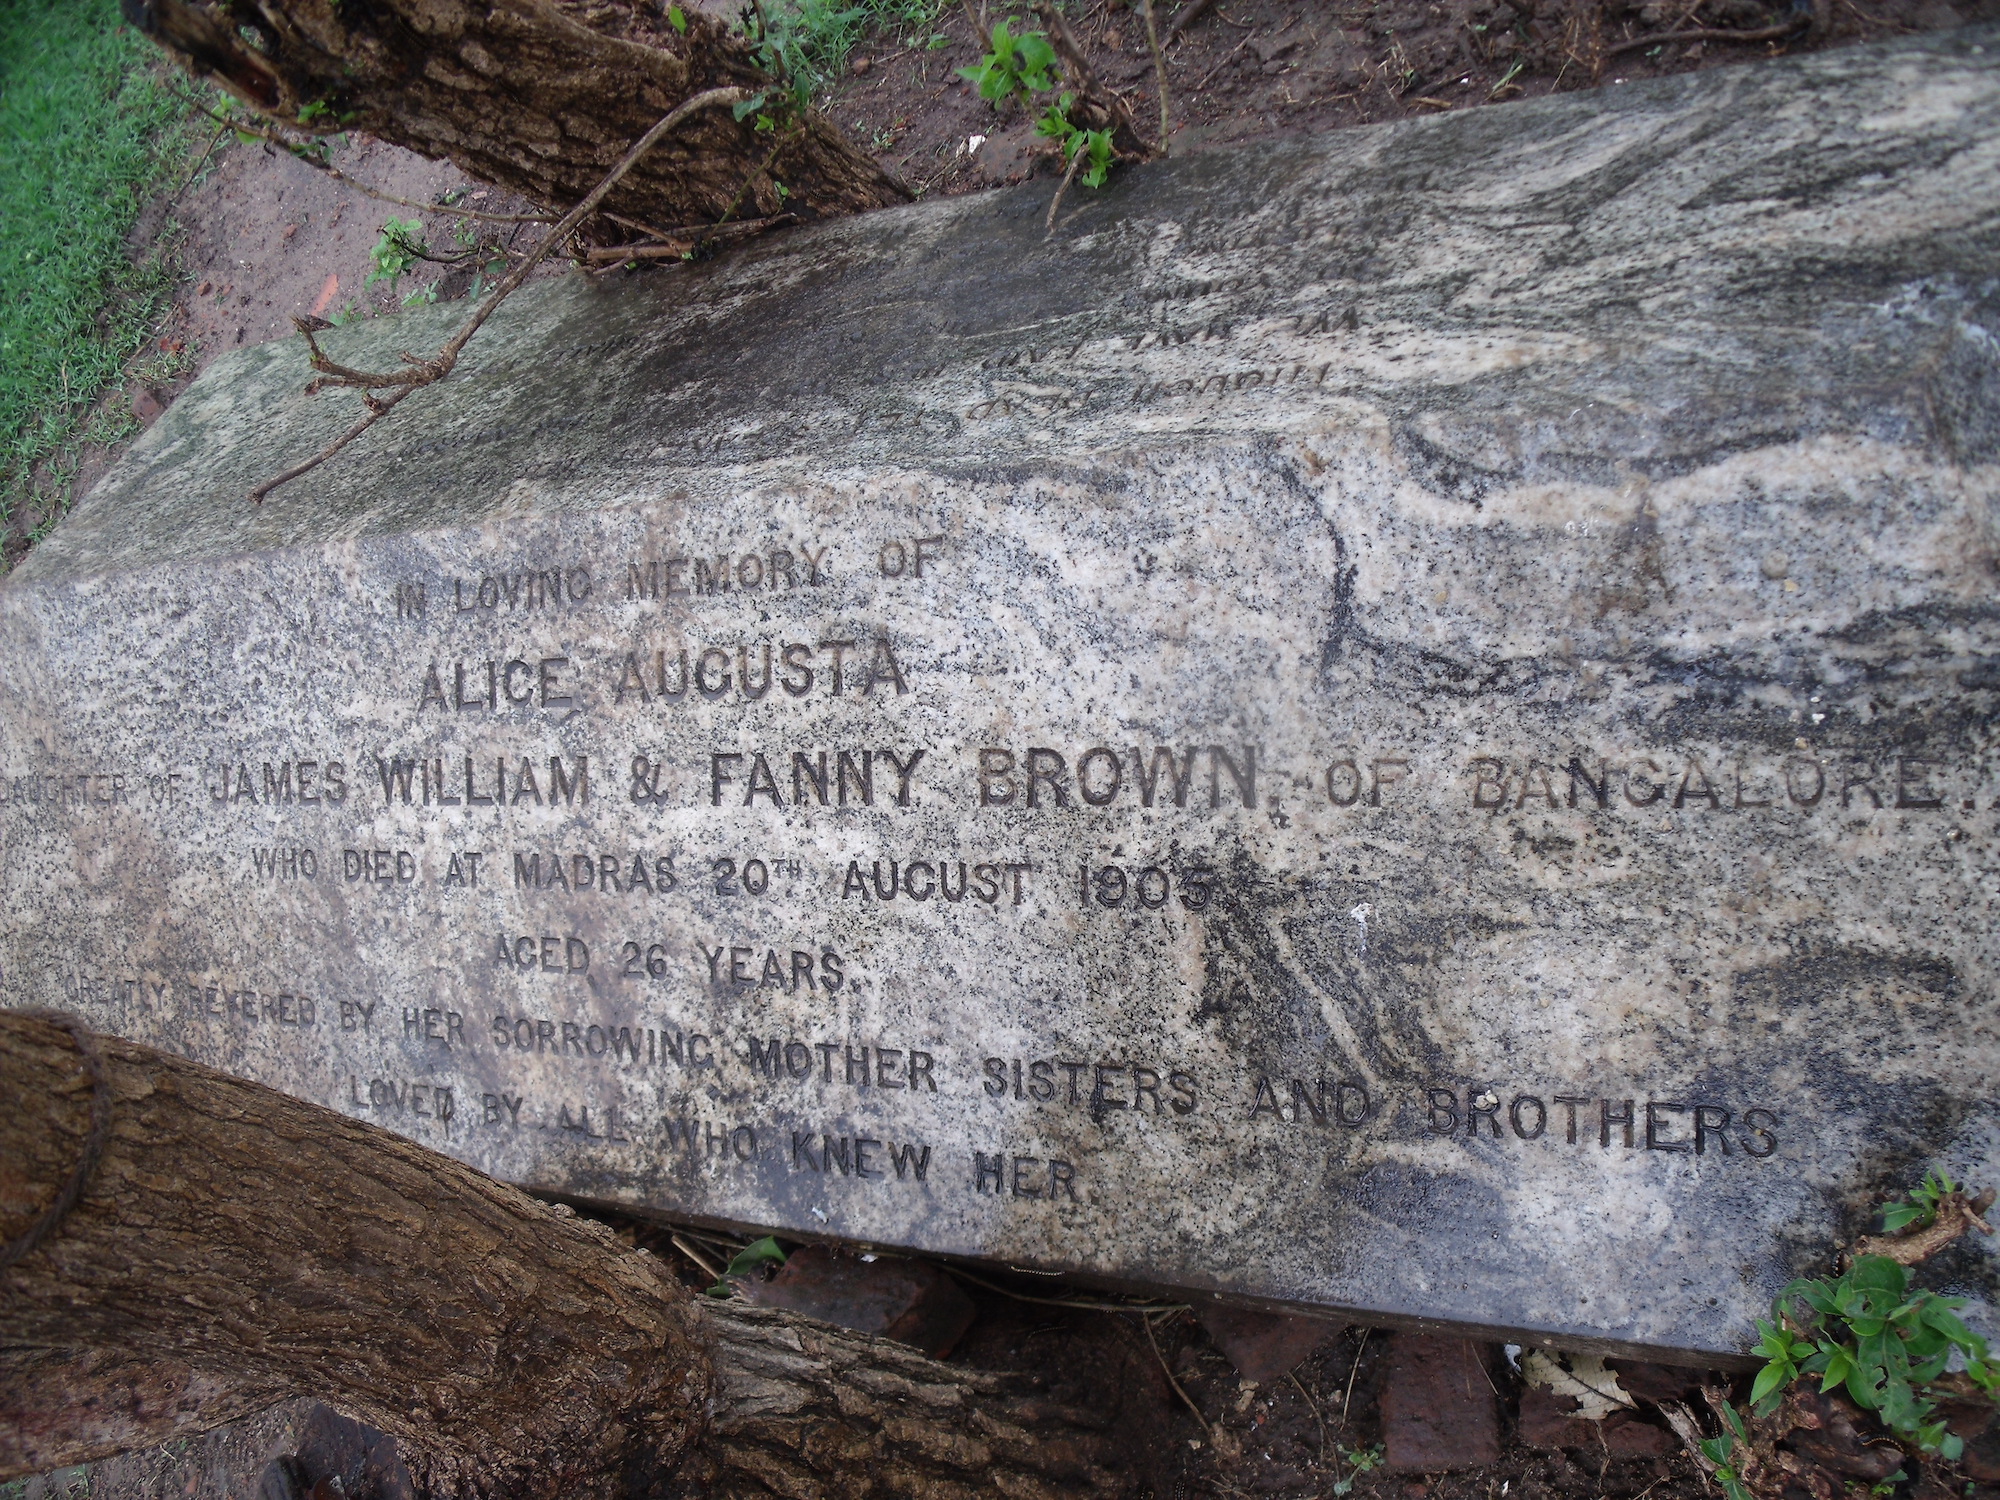 IN LOVING MEMORY OF
ALICE AUGUSTA
DAUGHTER OF JAMES WILLIAM & FANNY BROWN, OF BANGALORE.
WHO DIED AT MADRAS 20TH AUGUST 1905
AGED 26 YEARS.
GREATLY REVERED BY HER SORROWING MOTHER SISTERS AND BROTHERS
LOVED BY ALL WHO KNEW HER.